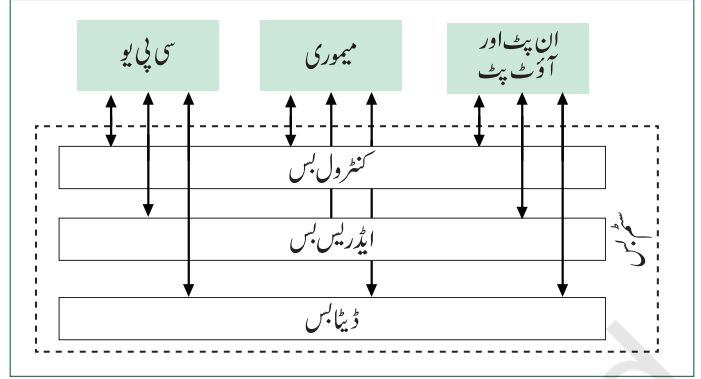 سی پی یو
میموری
ان پٹ اور
آؤٹ پٹ
کنٹرول بس
ایڈریس بس
ڈیٹا بس
سسٹم بس